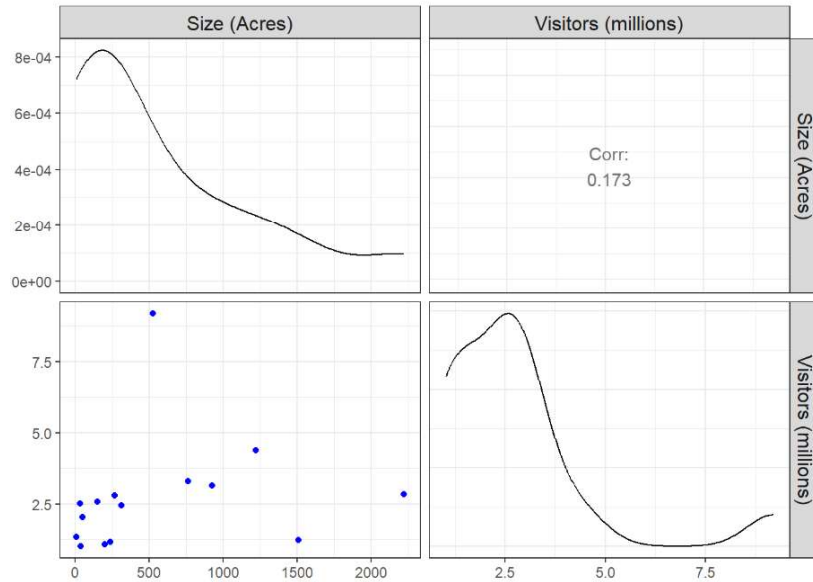 Size (Acres)
Visitors (millions)
8e-04
6e-04
4e-04
2e-04
0e+00
Corr:
0.173
Size (Acres)
7.5
5.0
2.5
Visitors (millions)
0
500
1000
1500
2000
2.5
5.0
7.5